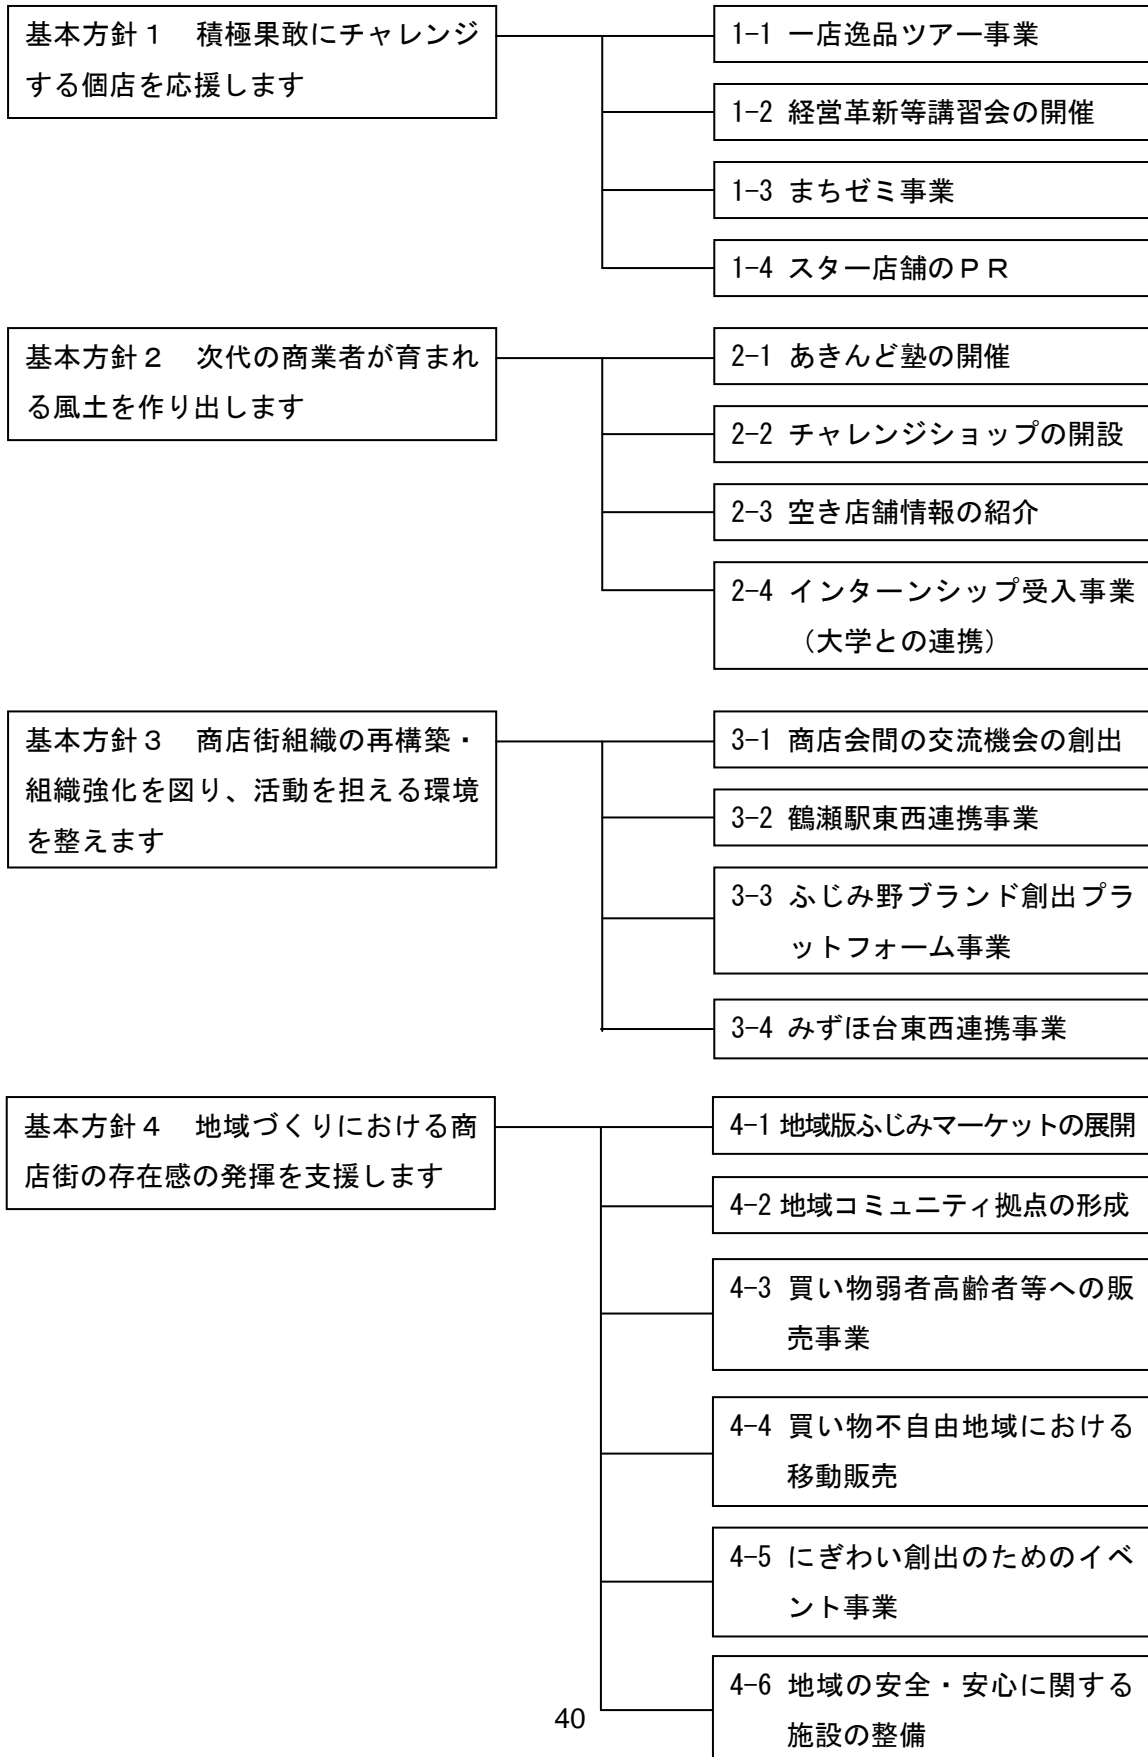 基本方針１　積極果敢にチャレンジ
する個店を応援します
1-1 一店逸品ツアー事業
1-2 経営革新等講習会の開催
1-3 まちゼミ事業
1-4 スター店舗のＰＲ
基本方針２　次代の商業者が育まれ
る風土を作り出します
2-1 あきんど塾の開催
2-2 チャレンジショップの開設
2-3 空き店舗情報の紹介
2-4 インターンシップ受入事業
（大学との連携）
基本方針３　商店街組織の再構築・
組織強化を図り、活動を担える環境
を整えます
3-1 商店会間の交流機会の創出
3-2 鶴瀬駅東西連携事業
3-3 ふじみ野ブランド創出プラ
ットフォーム事業
3-4 みずほ台東西連携事業
基本方針４　地域づくりにおける商
店街の存在感の発揮を支援します
4-1 地域版ふじみマーケットの展開
4-2 地域コミュニティ拠点の形成
4-3 買い物弱者高齢者等への販
売事業
4-4 買い物不自由地域における
移動販売
4-5 にぎわい創出のためのイベ
ント事業
4-6 地域の安全・安心に関する
施設の整備
40